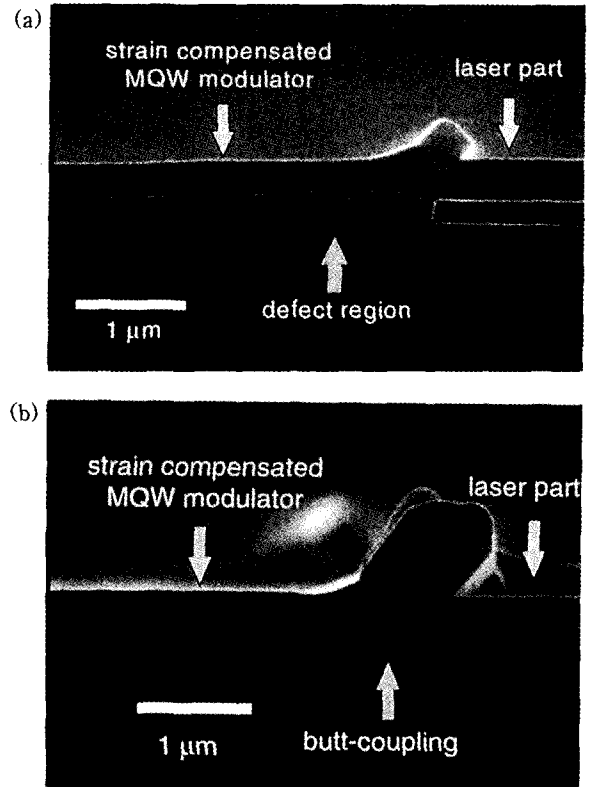 (a)
strain compensated
MQW modulator
laser part
defect region
1 μm
(b)
strain compensated
MQW modulator
laser part
1 μm
butt-coupling